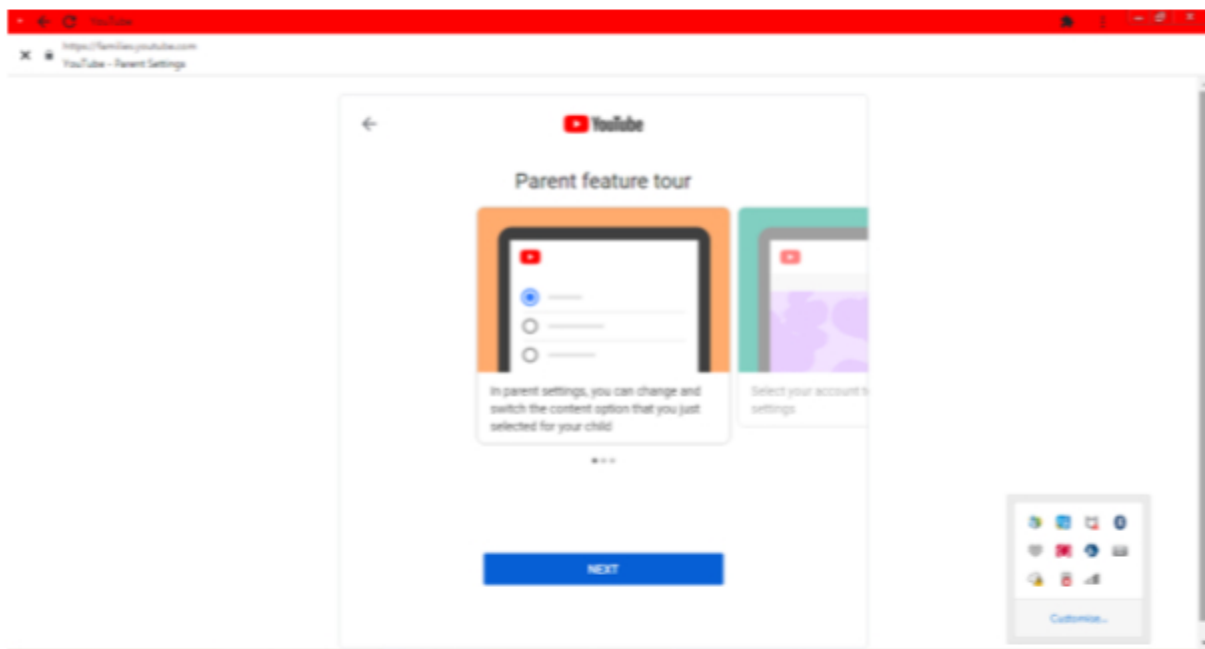 YouTube
https://families.youtube.com
YouTube - Parent Settings
YouTube
Parent feature tour
In parent settings, you can change and
switch the content option that you just
selected for your child
Select your account t
settings
NEXT
Customise...